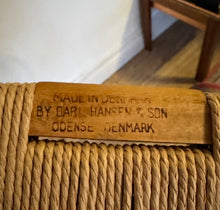 MADE IN DENMARK
BY CARL HANSEN & SON
ODENSE DENMARK